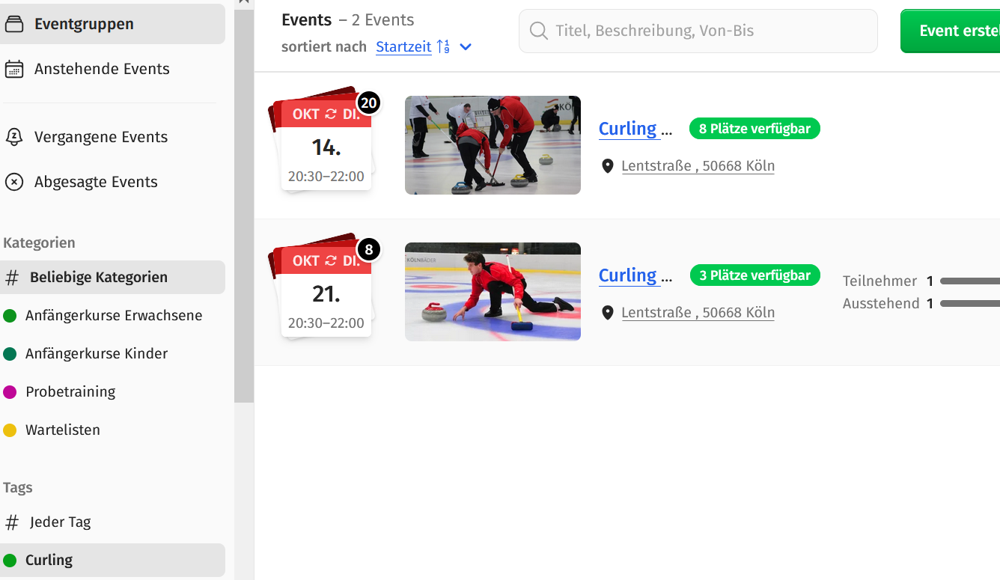 Eventgruppen
Anstehende Events
Vergangene Events
Abgesagte Events
Kategorien
# Beliebige Kategorien
Anfängerkurse Erwachsene
Anfängerkurse Kinder
Probetraining
Wartelisten
Tags
# Jeder Tag
Curling
Events – 2 Events
sortiert nach Startzeit
Titel, Beschreibung, Von-Bis
Event erste
20
OKT DI.
14.
20:30–22:00
KÖ
Curling ...
8 Plätze verfügbar
Lentstraße , 50668 Köln
8
OKT DI.
21.
20:30–22:00
KÖLNBÄDER
Curling ...
3 Plätze verfügbar
Lentstraße , 50668 Köln
Teilnehmer 1
Ausstehend 1